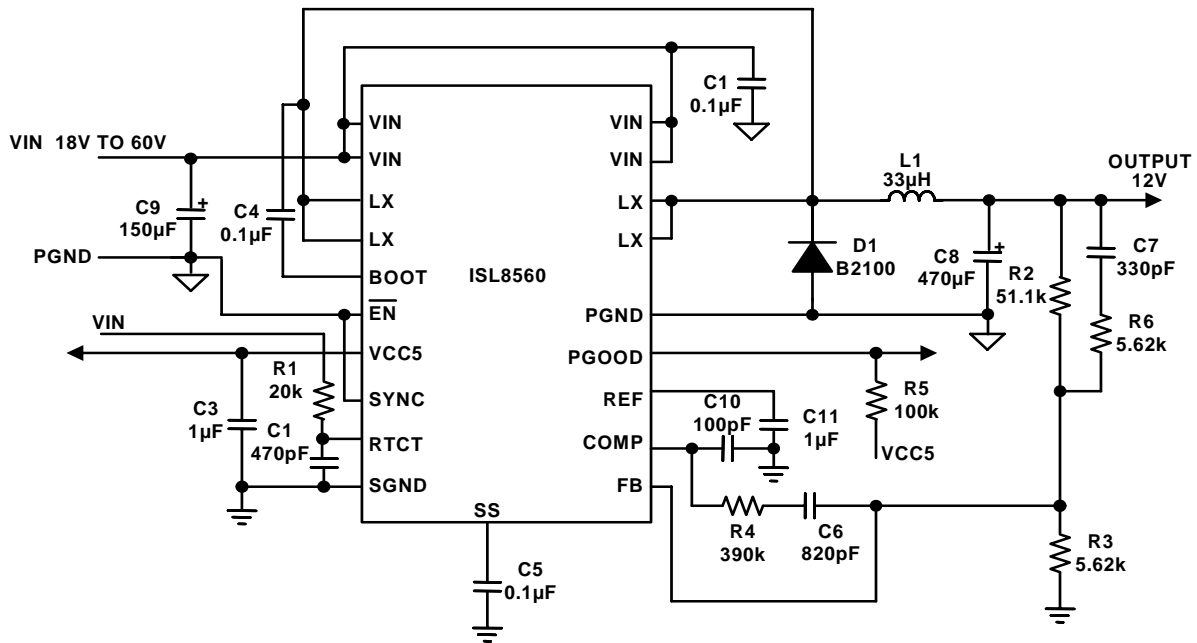 C1
0.1µF
VIN 18V TO 60V
VIN
VIN
VIN
VIN
L1
33µH
OUTPUT
12V
C9
+
150µF
C4
0.1µF
LX
LX
LX
LX
D1
B2100
C8
+
470µF
R2
51.1k
C7
330pF
PGND
BOOT
ISL8560
EN
PGND
R6
5.62k
VIN
VCC5
PGOOD
R1
20k
SYNC
REF
R5
100k
C3
1µF
C1
470pF
RTCT
C10
100pF
C11
1µF
COMP
VCC5
SGND
FB
SS
R4
390k
C6
820pF
R3
5.62k
C5
0.1µF